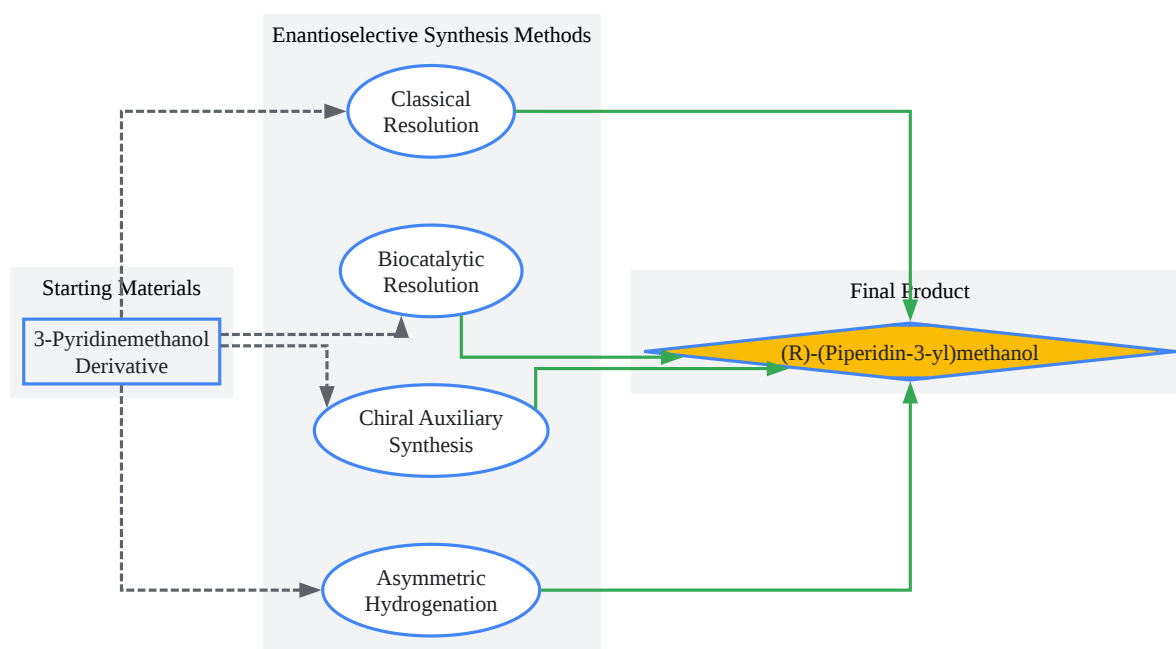 Enantioselective Synthesis Methods
Classical
Resolution
Biocatalytic
Resolution
Starting Materials
3-Pyridinemethanol
Derivative
Final Product
(R)-(Piperidin-3-yl)methanol
Chiral Auxiliary
Synthesis
Asymmetric
Hydrogenation